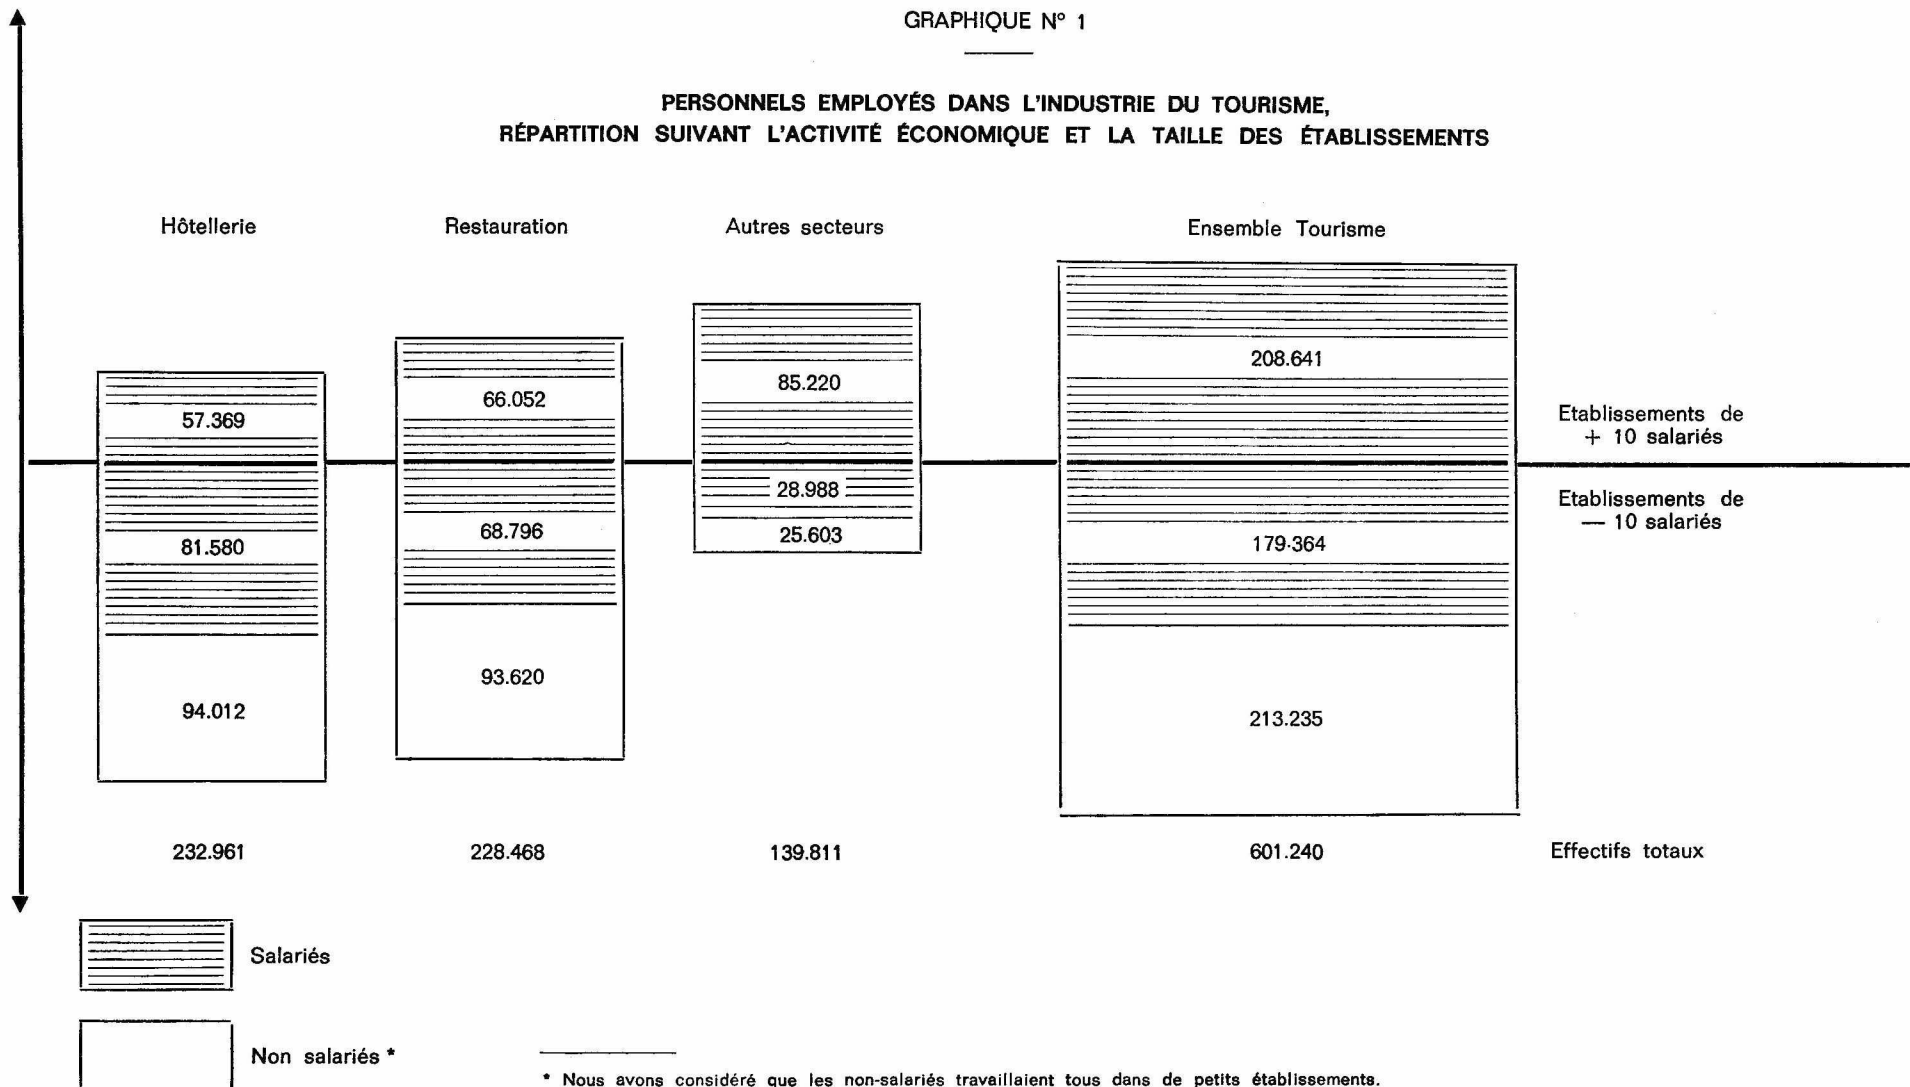 GRAPHIQUE N° 1
PERSONNELS EMPLOYÉS DANS L'INDUSTRIE DU TOURISME,
RÉPARTITION SUIVANT L'ACTIVITÉ ÉCONOMIQUE ET LA TAILLE DES ÉTABLISSEMENTS
Hôtellerie Restauration Autres secteurs Ensemble Tourisme
57.369 66.052 85.220 208.641
Etablissements de
+ 10 salariés
Etablissements de
— 10 salariés
81.580 68.796 28.988 179.364
94.012 93.620 25.603 213.235
232.961 228.468 139.811 601.240 Effectifs totaux
Salariés
Non salariés *
* Nous avons considéré que les non-salariés travaillaient tous dans de petits établissements.